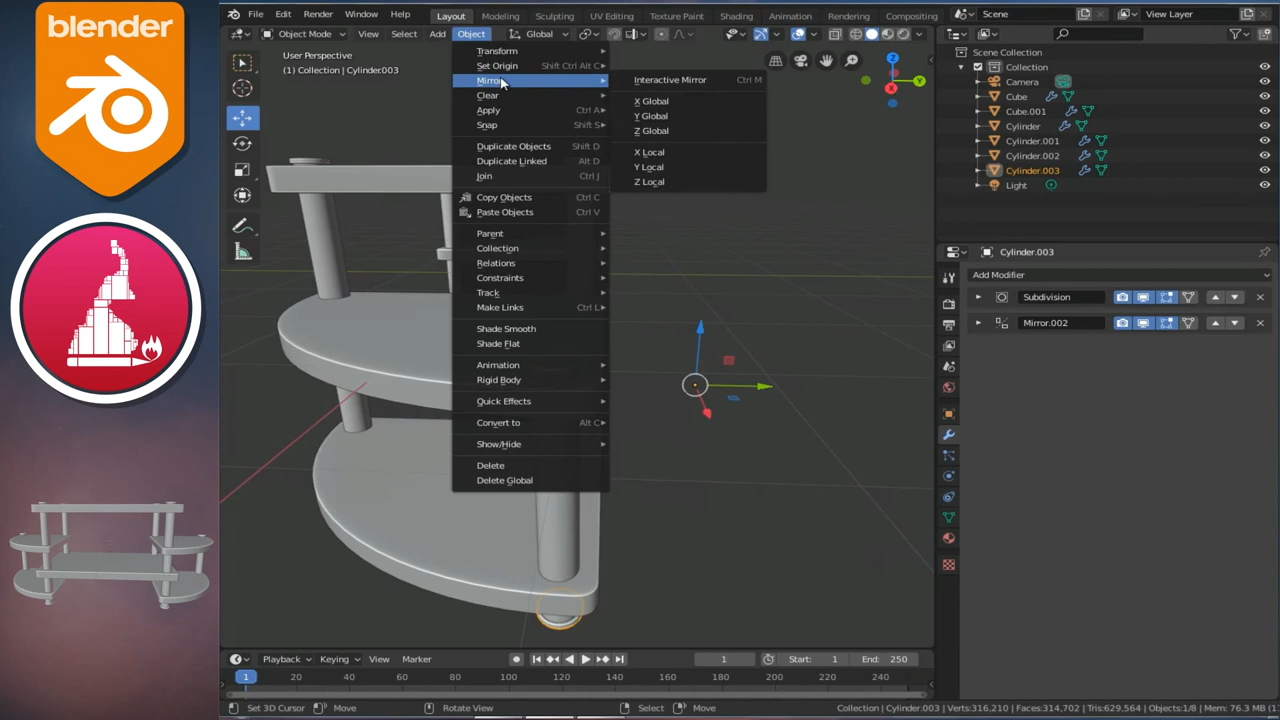 blender
File Edit Render Window Help
Layout Modeling Sculpting UV Editing Texture Paint Shading Animation Rendering Compositing
Scene
View Layer
Object Mode View Select Add Object Global
User Perspective
(1) Collection | Cylinder.003
Transform
Set Origin Shift Ctrl Alt C
Mirror
Clear
Apply Ctrl A
Snap Shift S
Duplicate Objects Shift D
Duplicate Linked Alt D
Join Ctrl J
Copy Objects Ctrl C
Paste Objects Ctrl V
Parent
Collection
Relations
Constraints
Track
Make Links Ctrl L
Shade Smooth
Shade Flat
Animation
Rigid Body
Quick Effects
Convert to Alt C
Show/Hide
Delete
Delete Global
Interactive Mirror Ctrl M
X Global
Y Global
Z Global
X Local
Y Local
Z Local
Z
Y
X
Scene Collection
Collection
Camera
Cube
Cube.001
Cylinder
Cylinder.001
Cylinder.002
Cylinder.003
Light
Cylinder.003
Add Modifier
Subdivision
Mirror.002
Playback Keying View Marker
1 Start: 1 End: 250
1 20 40 60 80 100 120 140 160 180 200 220 240
Set 3D Cursor Move Rotate View Select Move
Collection | Cylinder.003 | Verts:316,210 | Faces:314,702 | Tris:629,564 | Objects:1/8 | Mem: 76.3 MB